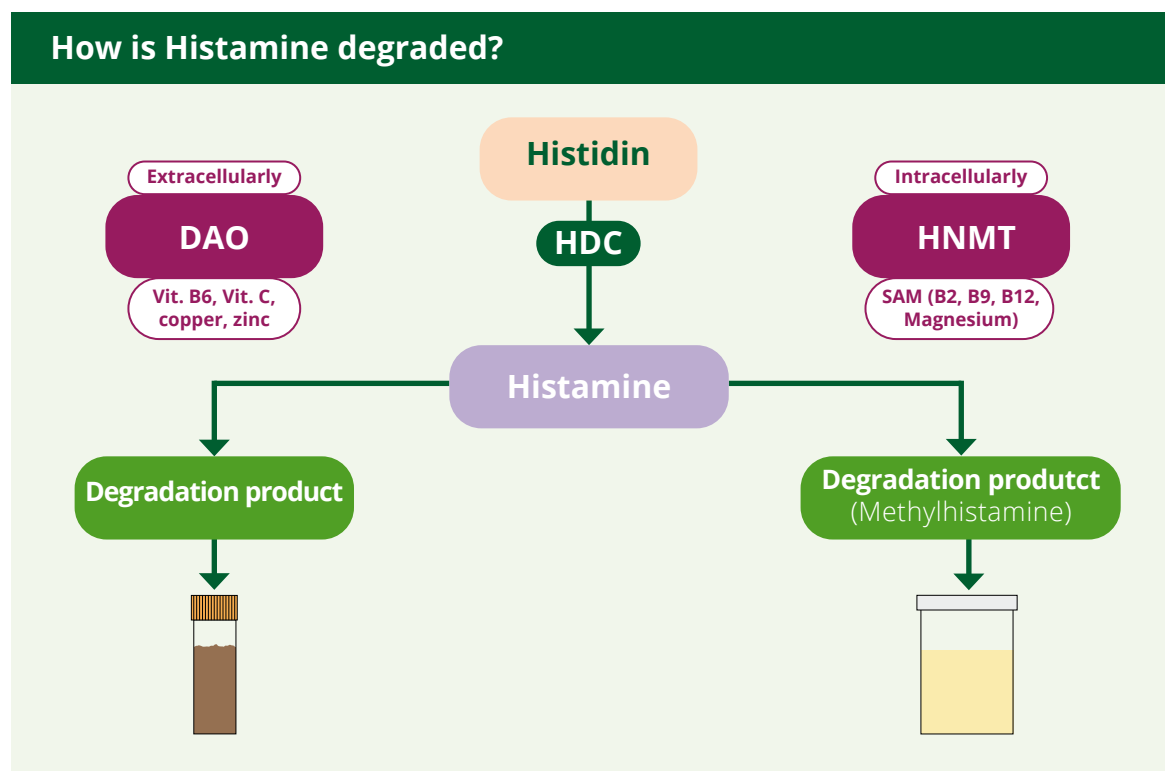 How is Histamine degraded?
Histidin
Extracellularly
DAO
Vit. B6, Vit. C,
copper, zinc
HDC
Intracellularly
HNMT
SAM (B2, B9, B12,
Magnesium)
Histamine
Degradation product
Degradation produtct
(Methylhistamine)